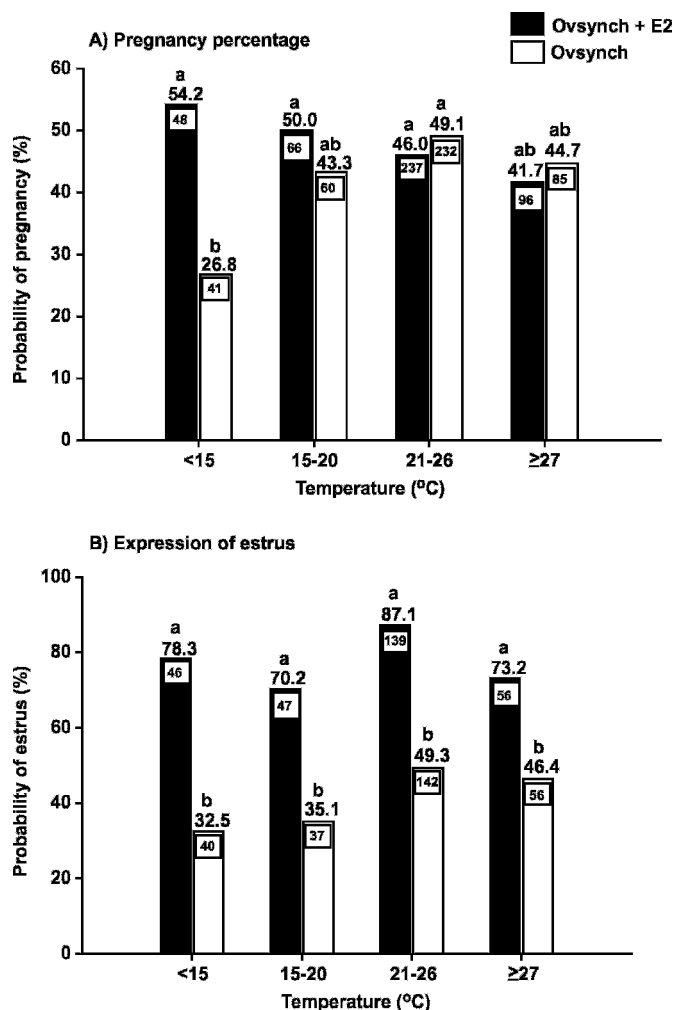 Ovsynch + E2
Ovsynch
A) Pregnancy percentage
Probability of pregnancy (%)
60
50
40
30
20
10
0
a
54.2
48
b
26.8
41
a
50.0
66
ab
43.3
60
a
46.0
237
a
49.1
232
ab
41.7
96
ab
44.7
85
<15
15-20
21-26
≥27
Temperature (°C)
B) Expression of estrus
Probability of estrus (%)
100
80
60
40
20
0
a
78.3
46
b
32.5
40
a
70.2
47
b
35.1
37
a
87.1
139
b
49.3
142
a
73.2
56
b
46.4
56
<15
15-20
21-26
≥27
Temperature (°C)